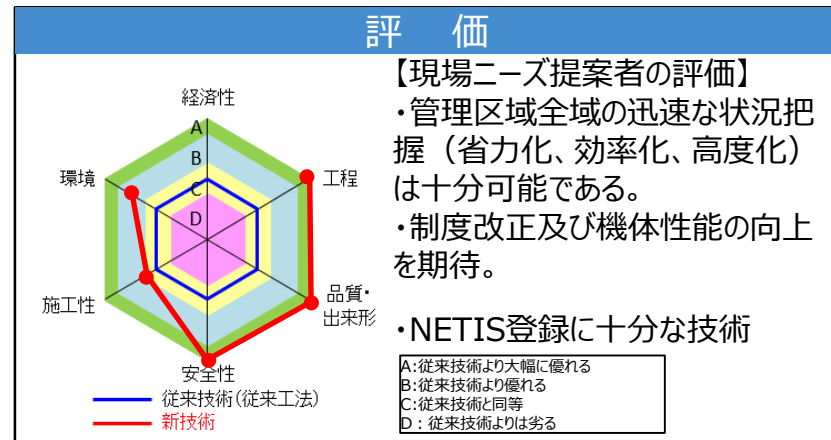 評 価
経済性
A
B
C
D
環境
工程
施工性
品質・
出来形
安全性
従来技術(従来工法)
新技術
【現場ニーズ提案者の評価】
・管理区域全域の迅速な状況把
握（省力化、効率化、高度化）
は十分可能である。
・制度改正及び機体性能の向上
を期待。
・NETIS登録に十分な技術
A:従来技術より大幅に優れる
B:従来技術より優れる
C:従来技術と同等
D：従来技術よりは劣る